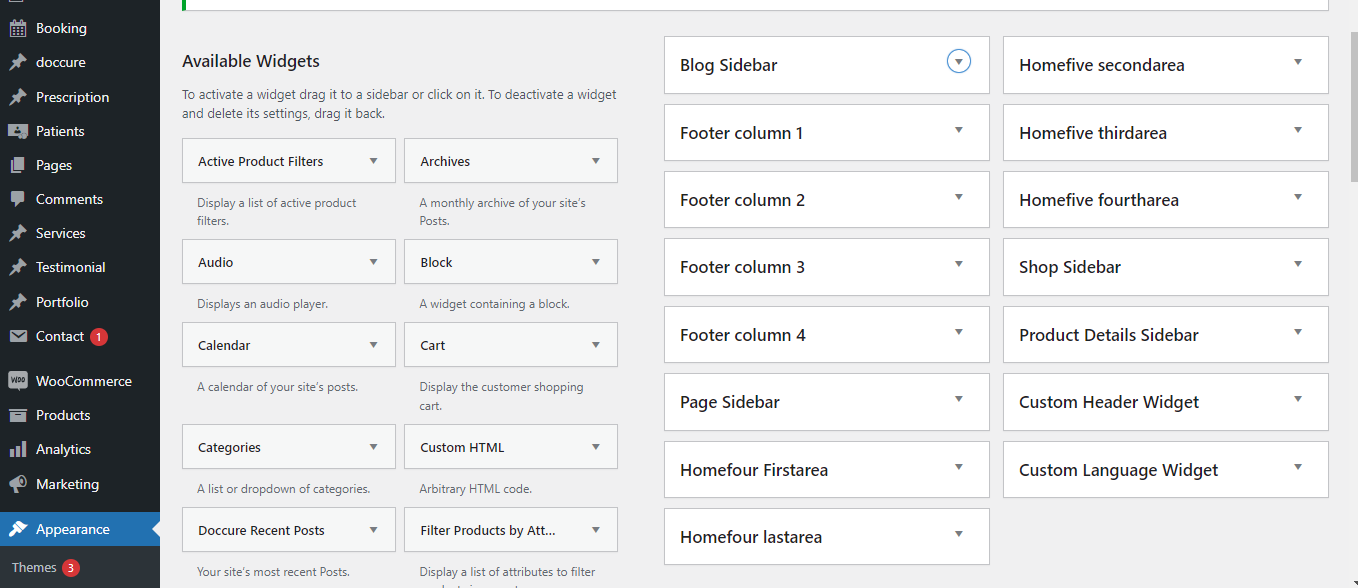 Booking
doccure
Prescription
Patients
Pages
Comments
Services
Testimonial
Portfolio
Contact 1
WooCommerce
Products
Analytics
Marketing
Appearance
Themes 3
Available Widgets
To activate a widget drag it to a sidebar or click on it. To deactivate a widget
and delete its settings, drag it back.
Active Product Filters
Display a list of active product
filters.
Archives
A monthly archive of your site’s
Posts.
Audio
Displays an audio player.
Block
A widget containing a block.
Calendar
A calendar of your site’s posts.
Cart
Display the customer shopping
cart.
Categories
A list or dropdown of categories.
Custom HTML
Arbitrary HTML code.
Doccure Recent Posts
Your site’s most recent Posts.
Filter Products by Att...
Display a list of attributes to filter
Blog Sidebar
Footer column 1
Footer column 2
Footer column 3
Footer column 4
Page Sidebar
Homefour Firstarea
Homefour lastarea
Homefive secondarea
Homefive thirdarea
Homefive fourtharea
Shop Sidebar
Product Details Sidebar
Custom Header Widget
Custom Language Widget